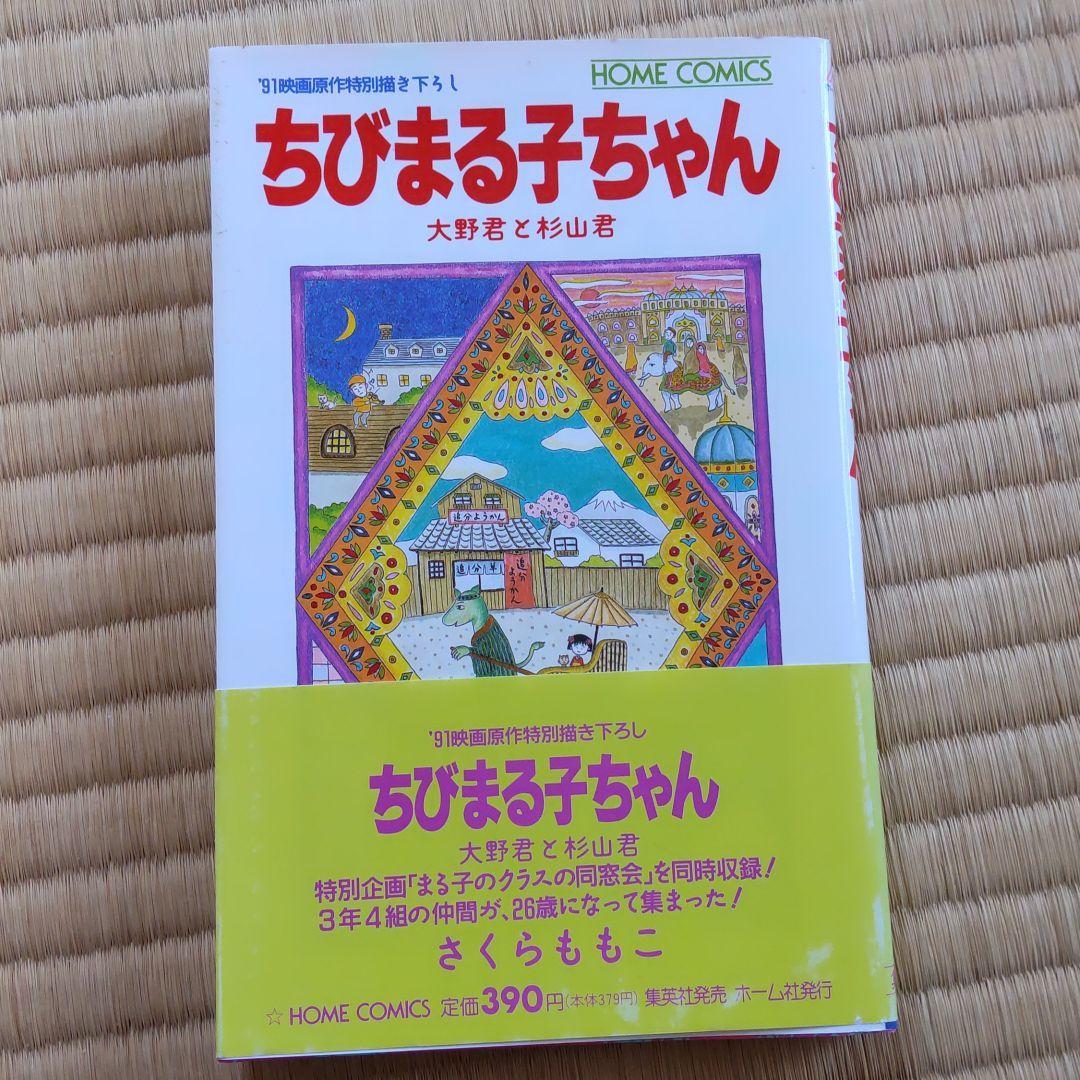 '91映画原作特別描き下ろし
HOME COMICS
ちびまる子ちゃん
大野君と杉山君
追分ようかん
追分羊
追分ようかん
'91映画原作特別描き下ろし
ちびまる子ちゃん
大野君と杉山君
特別企画「まる子のクラスの同窓会」を同時収録!
3年4組の仲間が、26歳になって集まった!
さくらももこ
☆HOME COMICS 定価390円(本体379円) 集英社発売 ホーム社発行